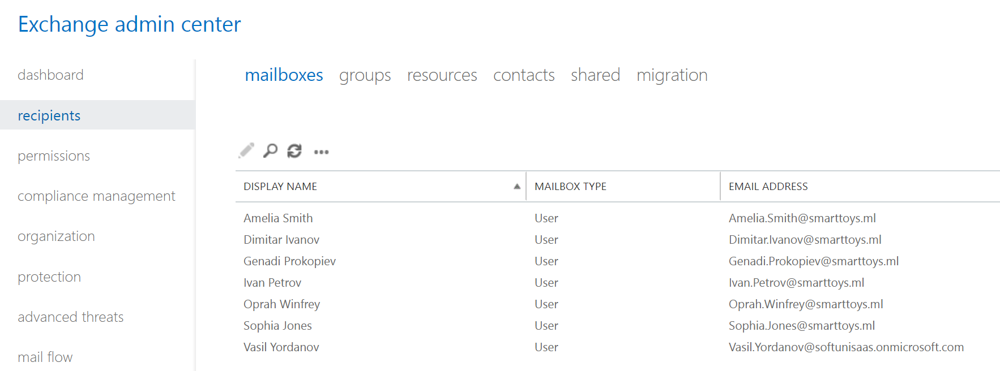 Exchange admin center
dashboard
recipients
permissions
compliance management
organization
protection
advanced threats
mail flow
mailboxes groups resources contacts shared migration
DISPLAY NAME MAILBOX TYPE EMAIL ADDRESS
Amelia Smith User Amelia.Smith@smarttoys.ml
Dimitar Ivanov User Dimitar.Ivanov@smarttoys.ml
Genadi Prokopiev User Genadi.Prokopiev@smarttoys.ml
Ivan Petrov User Ivan.Petrov@smarttoys.ml
Oprah Winfrey User Oprah.Winfrey@smarttoys.ml
Sophia Jones User Sophia.Jones@smarttoys.ml
Vasil Yordanov User Vasil.Yordanov@softunisaas.onmicrosoft.com